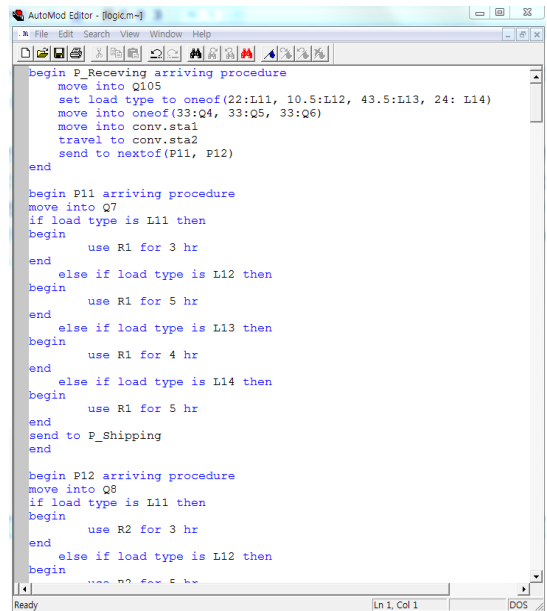 AutoMod Editor - [logic.m~]
File Edit Search View Window Help
begin P_Receving arriving procedure
move into Q105
set load type to oneof(22:L11, 10.5:L12, 43.5:L13, 24: L14)
move into oneof(33:Q4, 33:Q5, 33:Q6)
move into conv.sta1
travel to conv.sta2
send to nextof(P11, P12)
end
begin P11 arriving procedure
move into Q7
if load type is L11 then
begin
use R1 for 3 hr
end
else if load type is L12 then
begin
use R1 for 5 hr
end
else if load type is L13 then
begin
use R1 for 4 hr
end
else if load type is L14 then
begin
use R1 for 5 hr
end
send to P_Shipping
end
begin P12 arriving procedure
move into Q8
if load type is L11 then
begin
use R2 for 3 hr
end
else if load type is L12 then
begin
use R2 for 5 hr
Ready Ln 1, Col 1 DOS